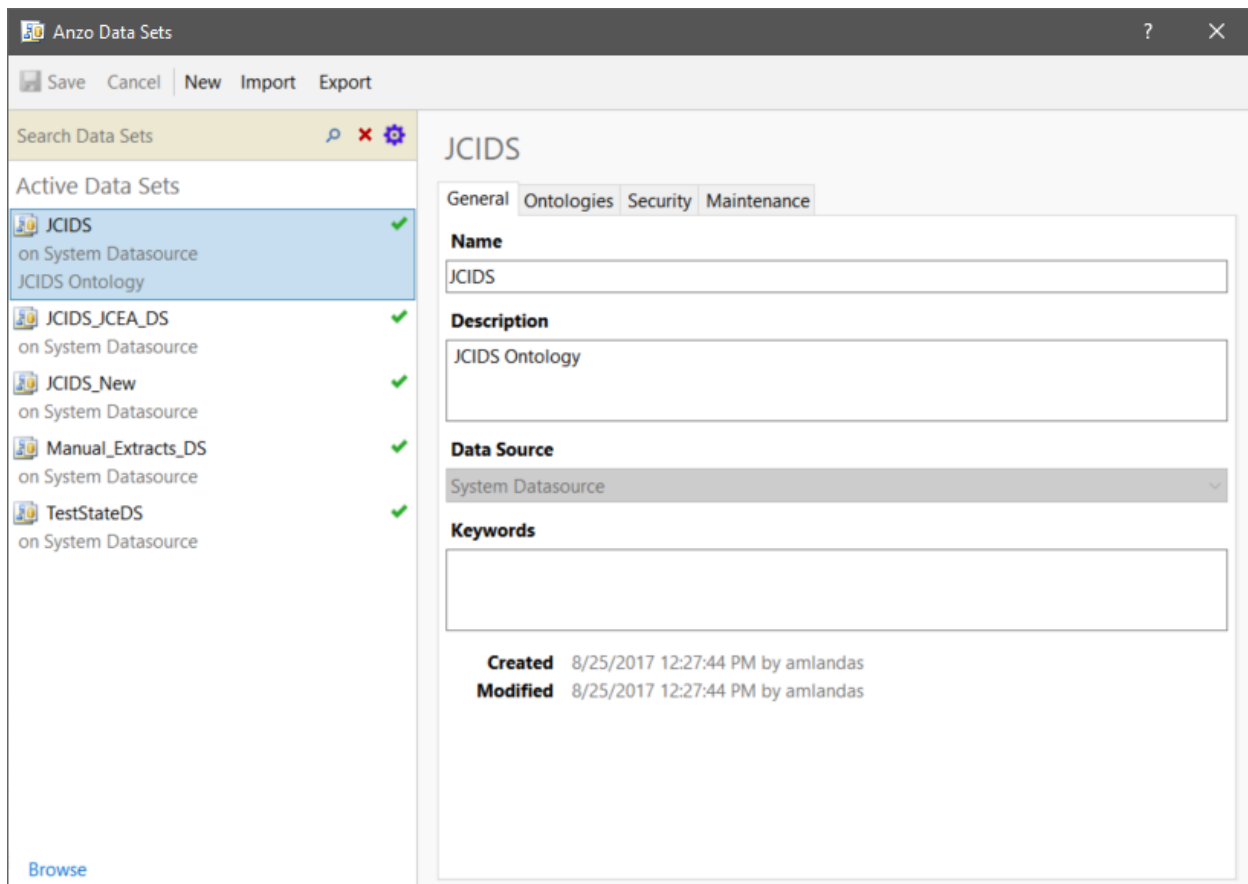 Anzo Data Sets
?
Save Cancel New Import Export
Search Data Sets
Active Data Sets
JCIDS
on System Datasource
JCIDS Ontology
JCIDS_JCEA_DS
on System Datasource
JCIDS_New
on System Datasource
Manual_Extracts_DS
on System Datasource
TestStateDS
on System Datasource
Browse
JCIDS
General Ontologies Security Maintenance
Name
JCIDS
Description
JCIDS Ontology
Data Source
System Datasource
Keywords
Created 8/25/2017 12:27:44 PM by amlandas
Modified 8/25/2017 12:27:44 PM by amlandas